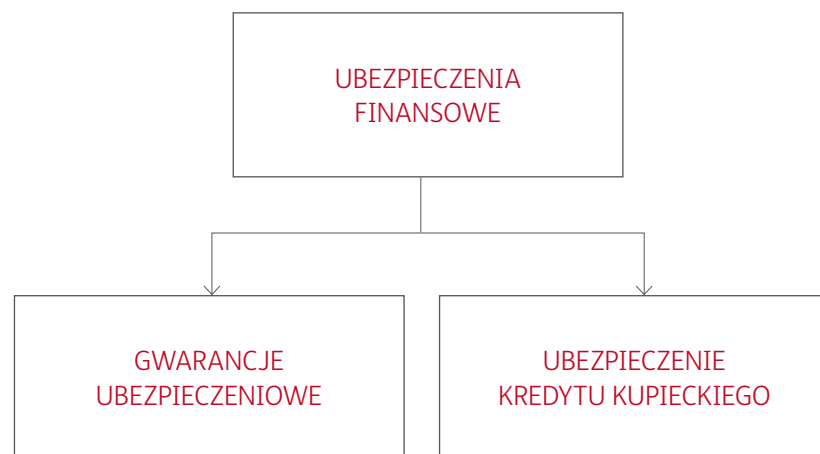 UBEZPIECZENIA
FINANSOWE
GWARANCJE
UBEZPIECZENIOWE
UBEZPIECZENIE
KREDYTU KUPIECKIEGO